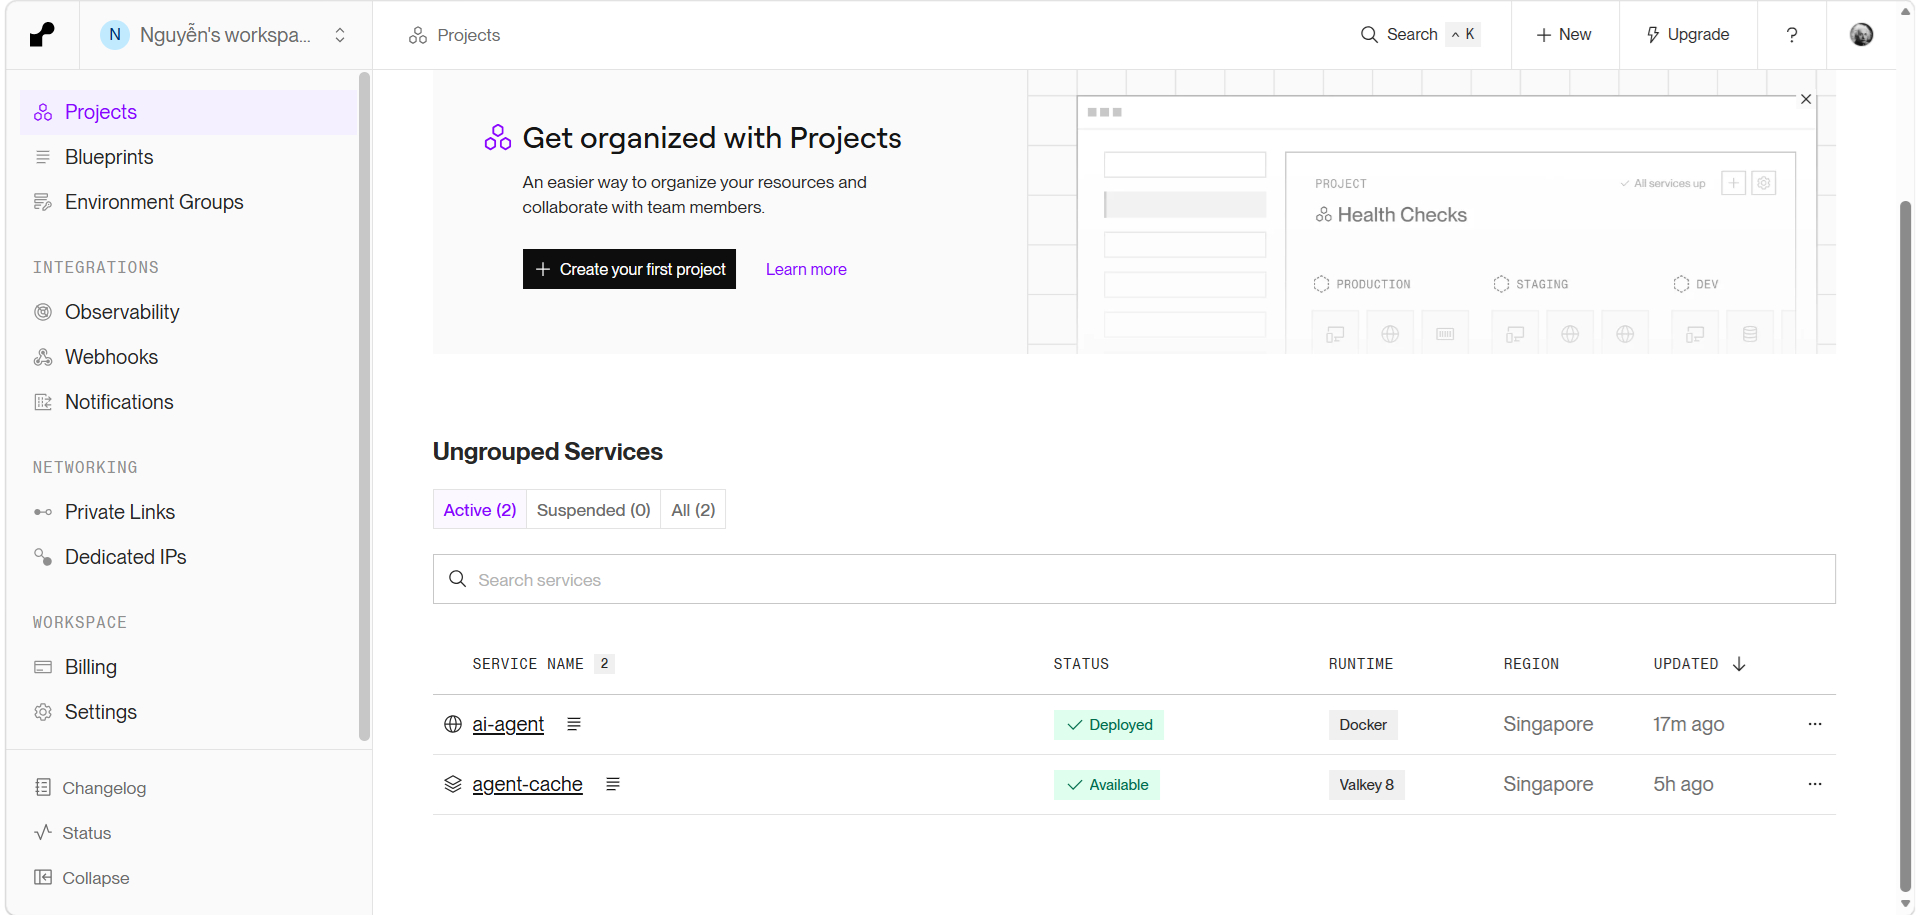 N Nguyễn's workspa...
Projects
Search ^ K
+ New
Upgrade
?
Projects
Blueprints
Environment Groups
INTEGRATIONS
Observability
Webhooks
Notifications
NETWORKING
Private Links
Dedicated IPs
WORKSPACE
Billing
Settings
Changelog
Status
Collapse
Get organized with Projects
An easier way to organize your resources and
collaborate with team members.
+ Create your first project
Learn more
PROJECT
All services up
Health Checks
PRODUCTION
STAGING
DEV
Ungrouped Services
Active (2)
Suspended (0)
All (2)
Search services
SERVICE NAME 2 STATUS RUNTIME REGION UPDATED ↓
ai-agent Deployed Docker Singapore 17m ago ...
agent-cache Available Valkey 8 Singapore 5h ago ...